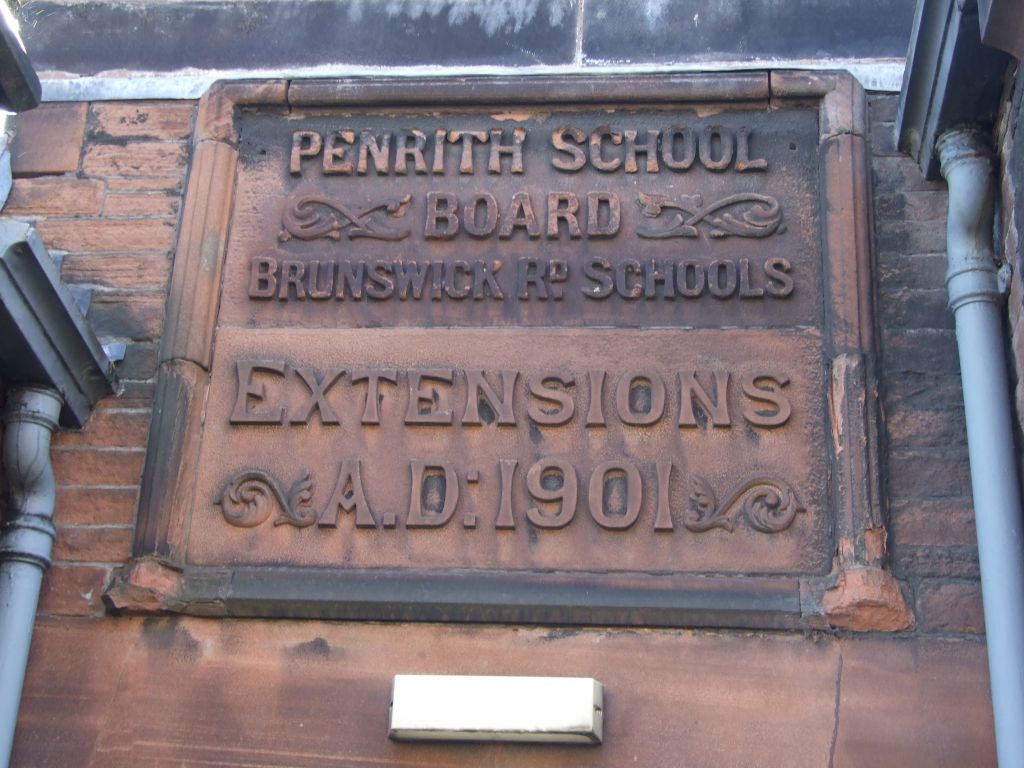 PENRITH SCHOOL
BOARD
BRUNSWICK RD SCHOOLS
EXTENSIONS
A.D:1901